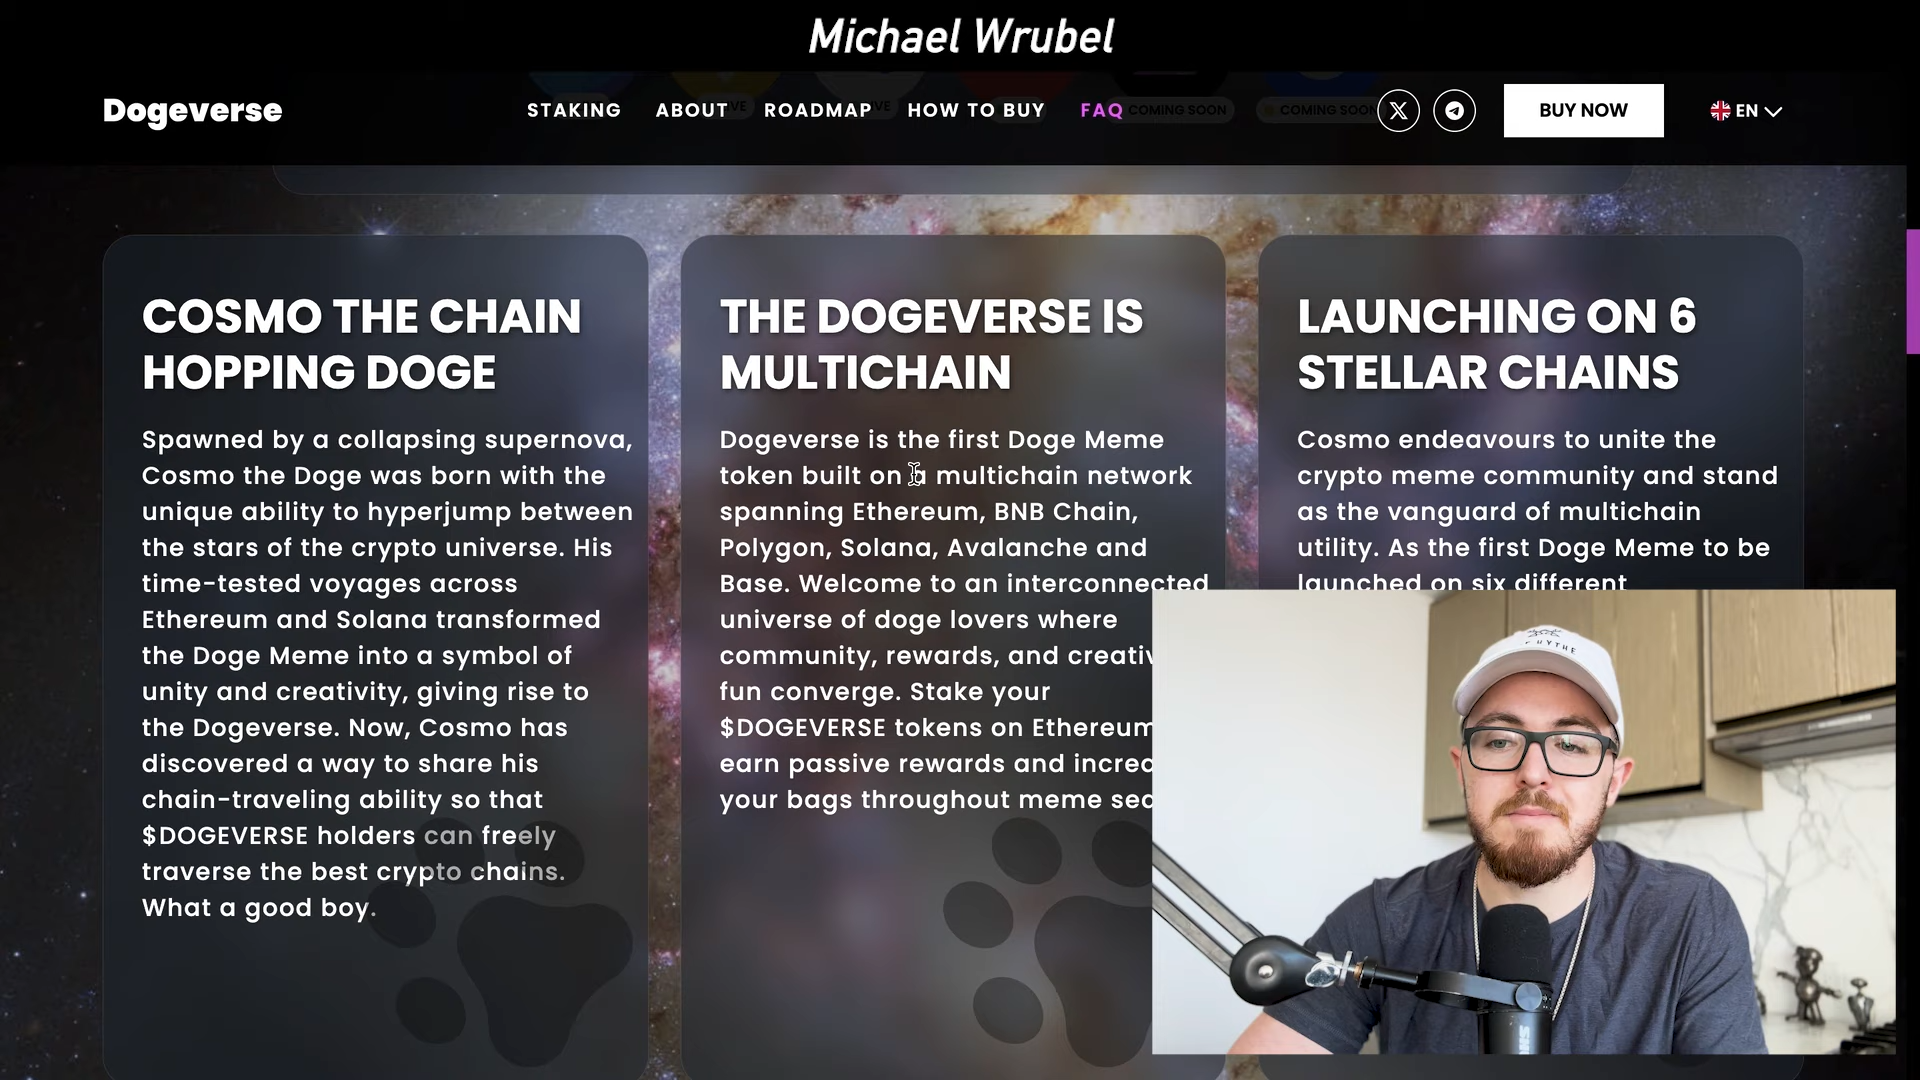 Michael Wrubel
Dogeverse
STAKING ABOUT ROADMAP HOW TO BUY FAQ
COMING SOON
COMING SOON
BUY NOW
EN
COSMO THE CHAIN
HOPPING DOGE
Spawned by a collapsing supernova,
Cosmo the Doge was born with the
unique ability to hyperjump between
the stars of the crypto universe. His
time-tested voyages across
Ethereum and Solana transformed
the Doge Meme into a symbol of
unity and creativity, giving rise to
the Dogeverse. Now, Cosmo has
discovered a way to share his
chain-traveling ability so that
$DOGEVERSE holders can freely
traverse the best crypto chains.
What a good boy.
THE DOGEVERSE IS
MULTICHAIN
Dogeverse is the first Doge Meme
token built on a multichain network
spanning Ethereum, BNB Chain,
Polygon, Solana, Avalanche and
Base. Welcome to an interconnected
universe of doge lovers where
community, rewards, and
fun converge. Stake your
$DOGEVERSE tokens on Ethereum
earn passive rewards and
your bags throughout meme
LAUNCHING ON 6
STELLAR CHAINS
Cosmo endeavours to unite the
crypto meme community and stand
as the vanguard of multichain
utility. As the first Doge Meme to be
launched on six different